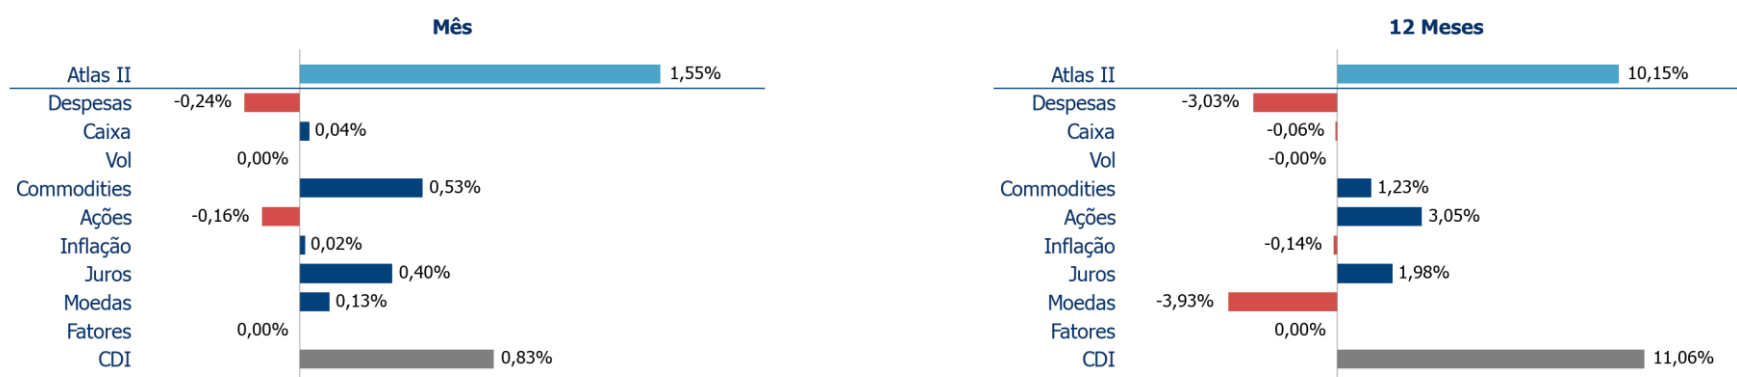 Mês
Atlas II 1,55%
Despesas -0,24%
Caixa 0,04%
Vol 0,00%
Commodities 0,53%
Ações -0,16%
Inflação 0,02%
Juros 0,40%
Moedas 0,13%
Fatores 0,00%
CDI 0,83%
12 Meses
Atlas II 10,15%
Despesas -3,03%
Caixa -0,06%
Vol -0,00%
Commodities 1,23%
Ações 3,05%
Inflação -0,14%
Juros 1,98%
Moedas -3,93%
Fatores 0,00%
CDI 11,06%